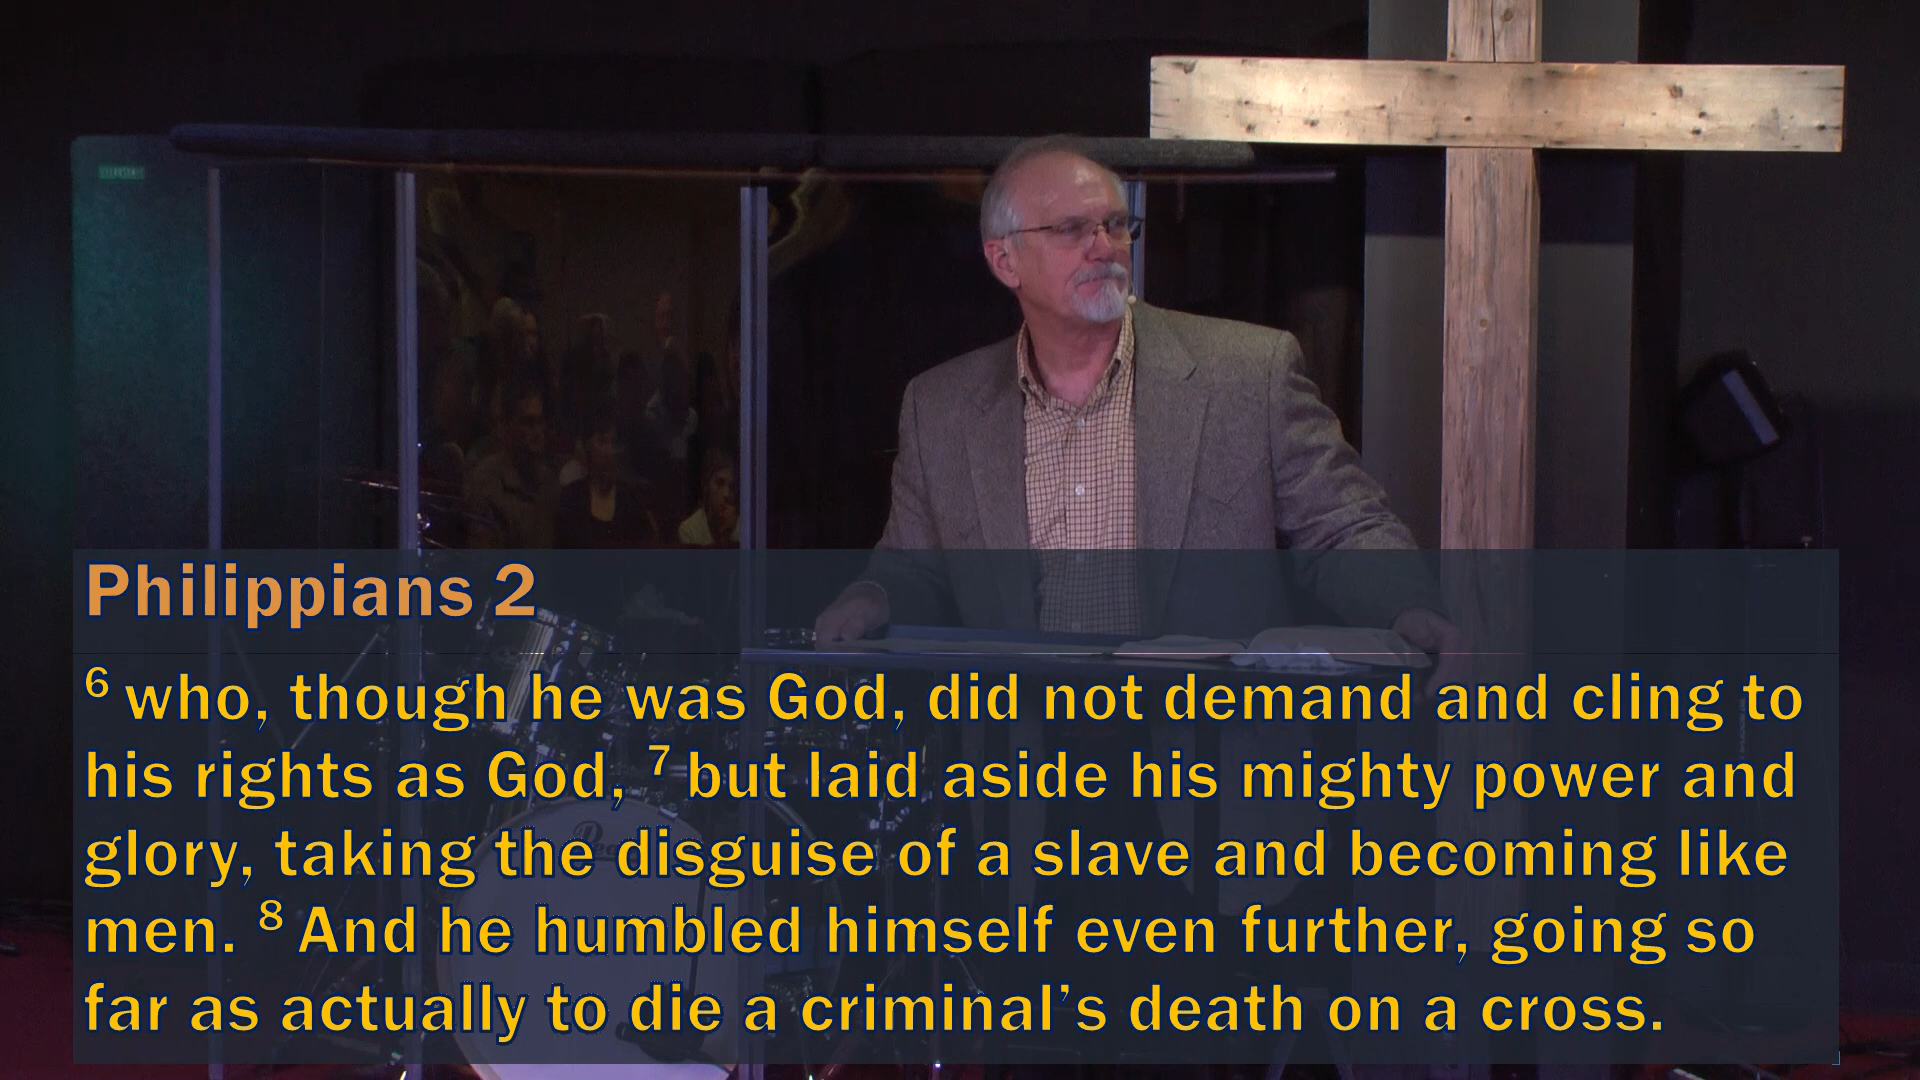 Philippians 2
6 who, though he was God, did not demand and cling to
his rights as God, 7 but laid aside his mighty power and
glory, taking the disguise of a slave and becoming like
men. 8 And he humbled himself even further, going so
far as actually to die a criminal’s death on a cross.